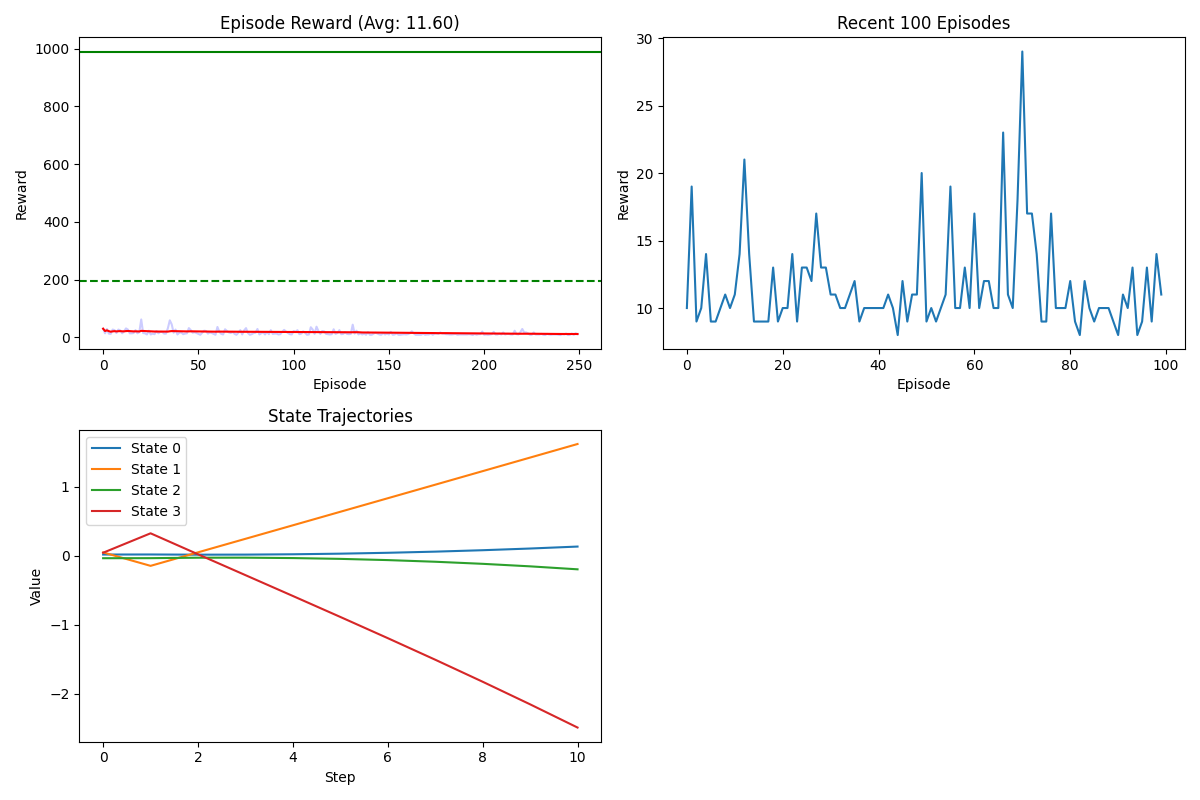 Episode Reward (Avg: 11.60)
1000
800
600
400
200
0
Reward
0
50
100
150
200
250
Episode
Recent 100 Episodes
30
25
20
15
10
Reward
0
20
40
60
80
100
Episode
State Trajectories
State 0
State 1
State 2
State 3
1
0
−1
−2
Value
0
2
4
6
8
10
Step